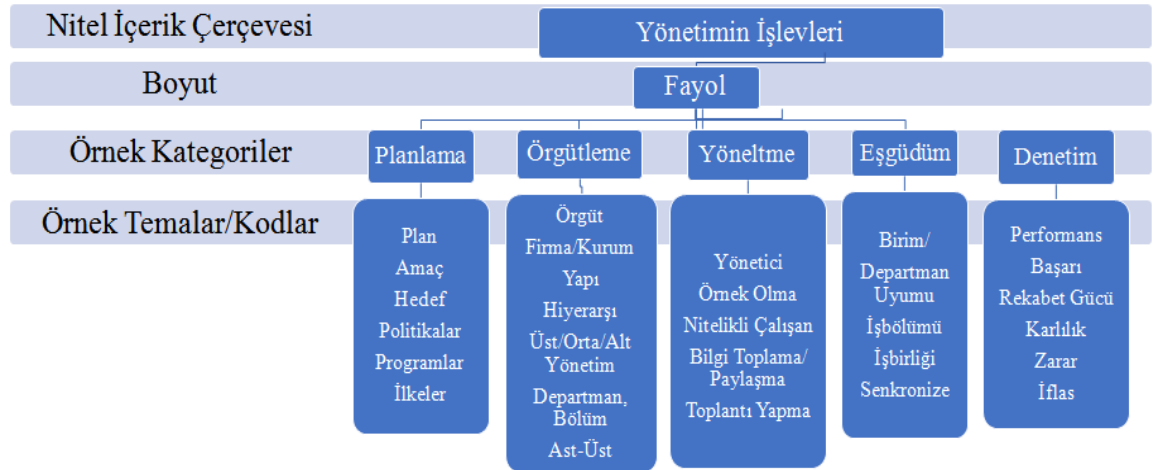 Nitel İçerik Çerçevesi
Yönetimin İşlevleri
Boyut
Fayol
Örnek Kategiriler
Planlama
Örgütleme
Yöneltme
Eşgüdüm
Denetim
Örnek Temalar/Kodlar
Plan
Amaç
Hedef
Politikalar
Programlar
İlkeler
Örgüt
Firma/Kurum
Yapı
Hiyerarşı
Üst/Orta/Alt
Yönetim
Departman,
Bölüm
Ast-Üst
Yönetici
Örnek Olma
Nitelikli Çalışan
Bilgi Toplama/
Paylaşma
Toplantı Yapma
Birim/
Departman
Uyumu
İşbölümü
İşbirliği
Senkronize
Performans
Başarı
Rekabet Gücü
Karlılık
Zarar
İflas